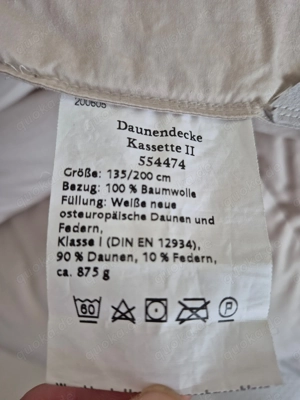 200606
Daunendecke
Kassette II
554474
Größe: 135/200 cm
Bezug: 100 % Baumwolle
Füllung: Weiße neue
osteuropäische Daunen und
Federn,
Klasse I (DIN EN 12934),
90 % Daunen, 10 % Federn,
ca. 875 g
60
P